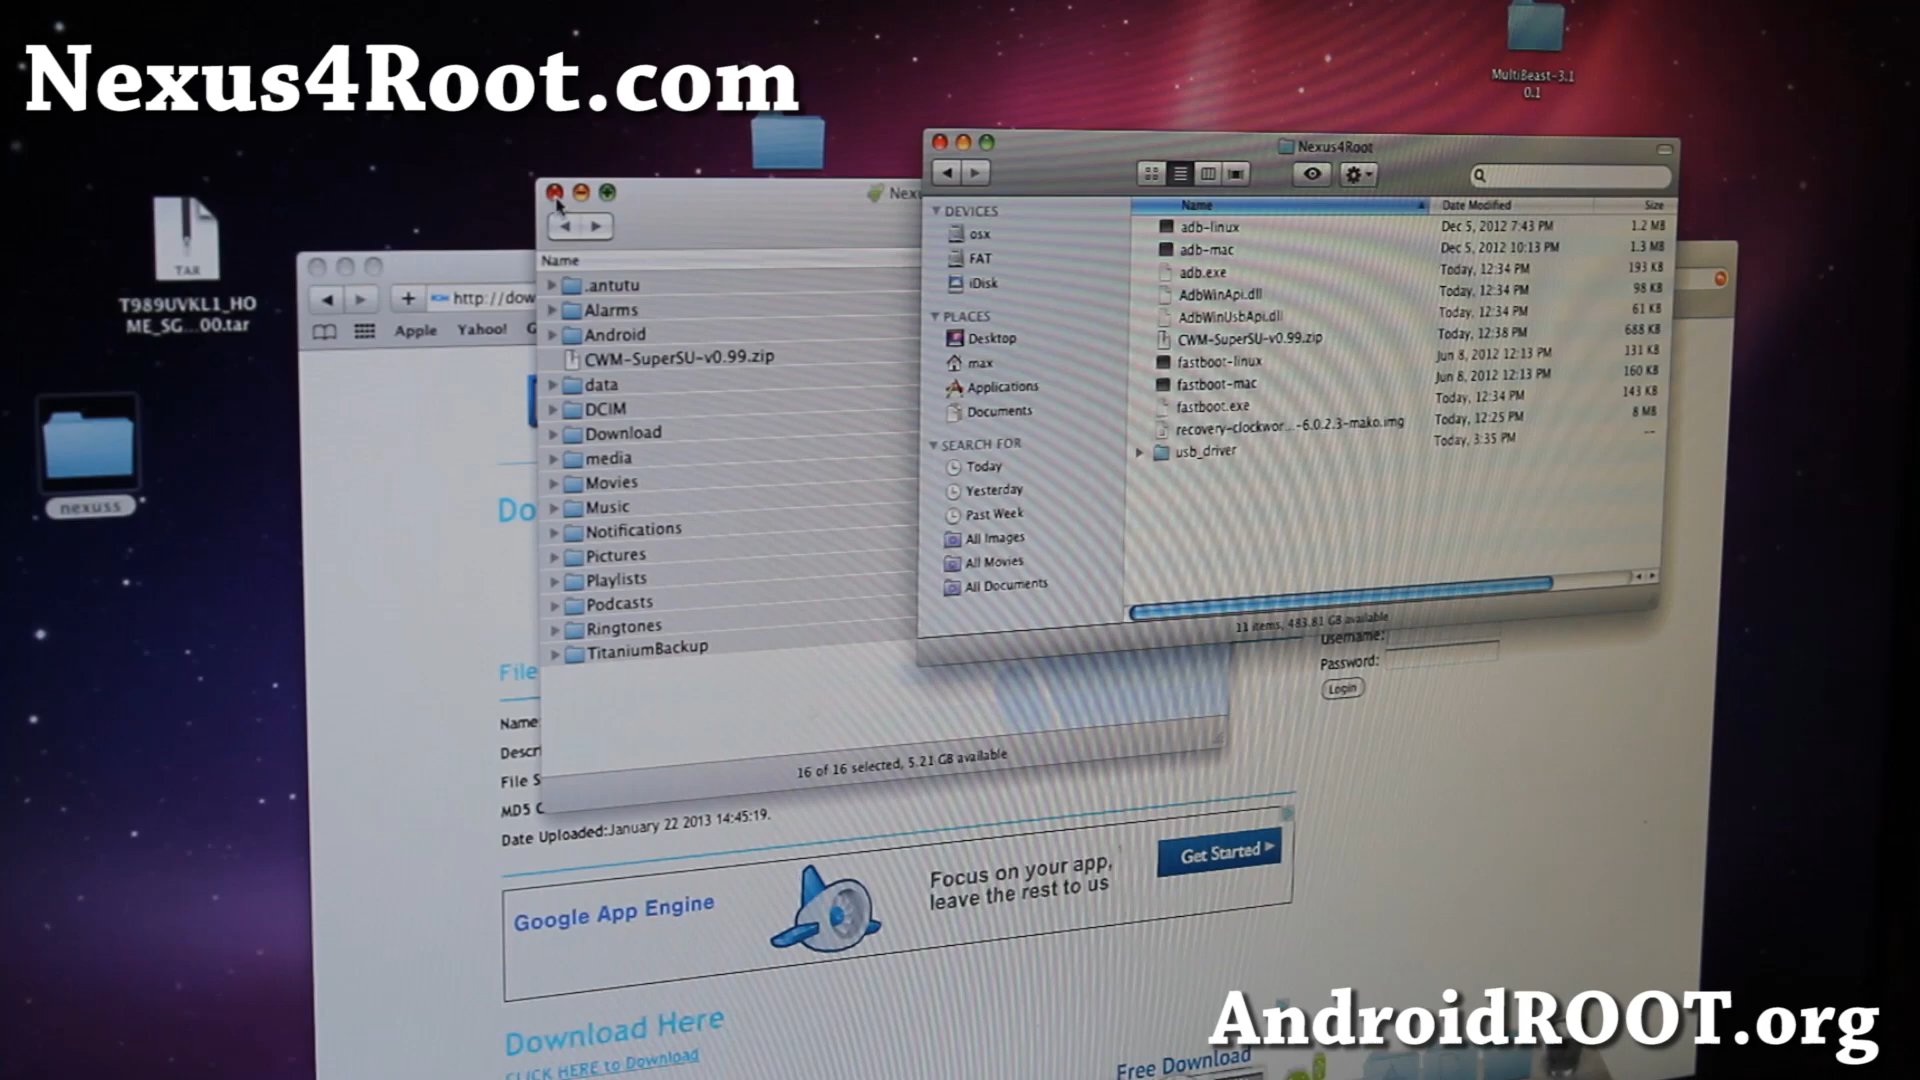 Nexus4Root.com
MultiBeast-3.1
0.1
TAR
T989UVKL1_HO
ME_SG...00.tar
nexuss
http://dow
Apple
Yahoo!
Name
.antutu
Alarms
Android
CWM-SuperSU-v0.99.zip
data
DCIM
Download
media
Movies
Music
Notifications
Pictures
Playlists
Podcasts
Ringtones
TitaniumBackup
16 of 16 selected, 5.21 GB available
Nexus4Root
DEVICES
osx
FAT
iDisk
PLACES
Desktop
max
Applications
Documents
SEARCH FOR
Today
Yesterday
Past Week
All Images
All Movies
All Documents
Name Date Modified Size
adb-linux Dec 5, 2012 7:43 PM 1.2 MB
adb-mac Dec 5, 2012 10:13 PM 1.3 MB
adb.exe Today, 12:34 PM 193 KB
AdbWinApi.dll Today, 12:34 PM 98 KB
AdbWinUsbApi.dll Today, 12:34 PM 61 KB
CWM-SuperSU-v0.99.zip Today, 12:38 PM 688 KB
fastboot-linux Jun 8, 2012 12:13 PM 131 KB
fastboot-mac Jun 8, 2012 12:13 PM 160 KB
fastboot.exe Today, 12:34 PM 143 KB
recovery-clockwor...-6.0.2.3-mako.img Today, 12:25 PM 8 MB
usb_driver Today, 3:35 PM --
11 items, 483.81 GB available
Username:
Password:
Login
Do
File
Name:
Descri
File S
MD5 C
Date Uploaded:January 22 2013 14:45:19.
Google App Engine
Focus on your app,
leave the rest to us
Get Started
Download Here
CLICK HERE to Download
Free Download
AndroidROOT.org